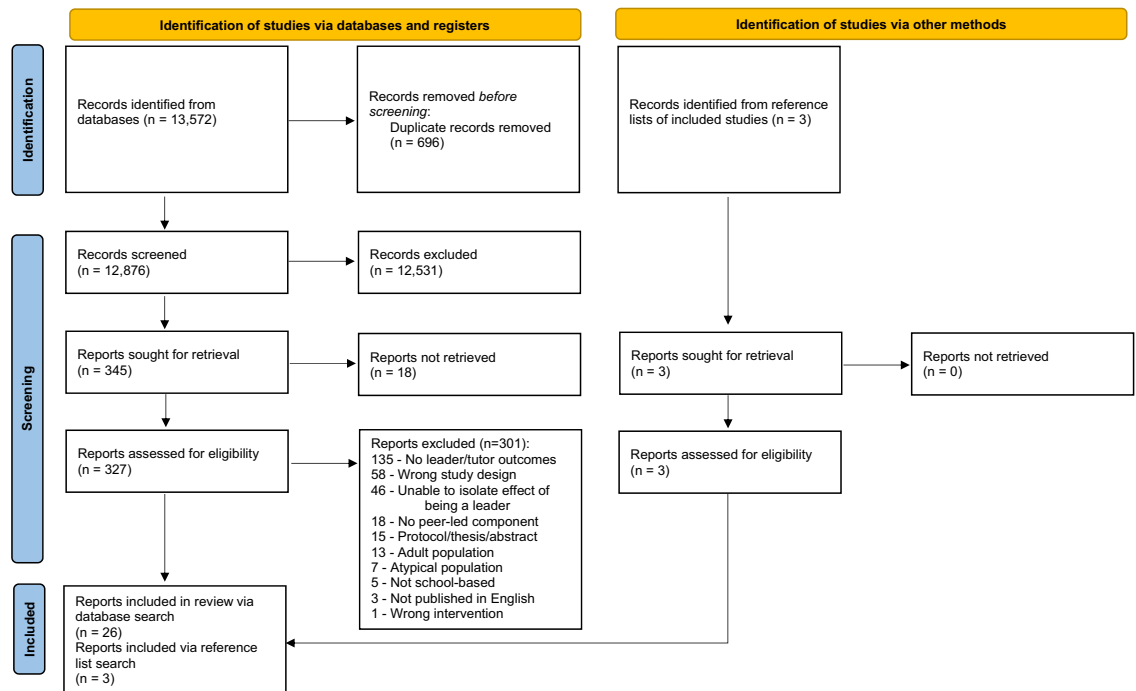 Identification of studies via databases and registers
Identification of studies via other methods
Identification
Records identified from
databases (n = 13,572)
Records removed before
screening:
Duplicate records removed
(n = 696)
Records identified from reference
lists of included studies (n = 3)
Screening
Records screened
(n = 12,876)
Records excluded
(n = 12,531)
Reports sought for retrieval
(n = 345)
Reports not retrieved
(n = 18)
Reports sought for retrieval
(n = 3)
Reports not retrieved
(n = 0)
Reports assessed for eligibility
(n = 327)
Reports excluded (n=301):
135 - No leader/tutor outcomes
58 - Wrong study design
46 - Unable to isolate effect of
being a leader
18 - No peer-led component
15 - Protocol/thesis/abstract
13 - Adult population
7 - Atypical population
5 - Not school-based
3 - Not published in English
1 - Wrong intervention
Reports assessed for eligibility
(n = 3)
Included
Reports included in review via
database search
(n = 26)
Reports included via reference
list search
(n = 3)